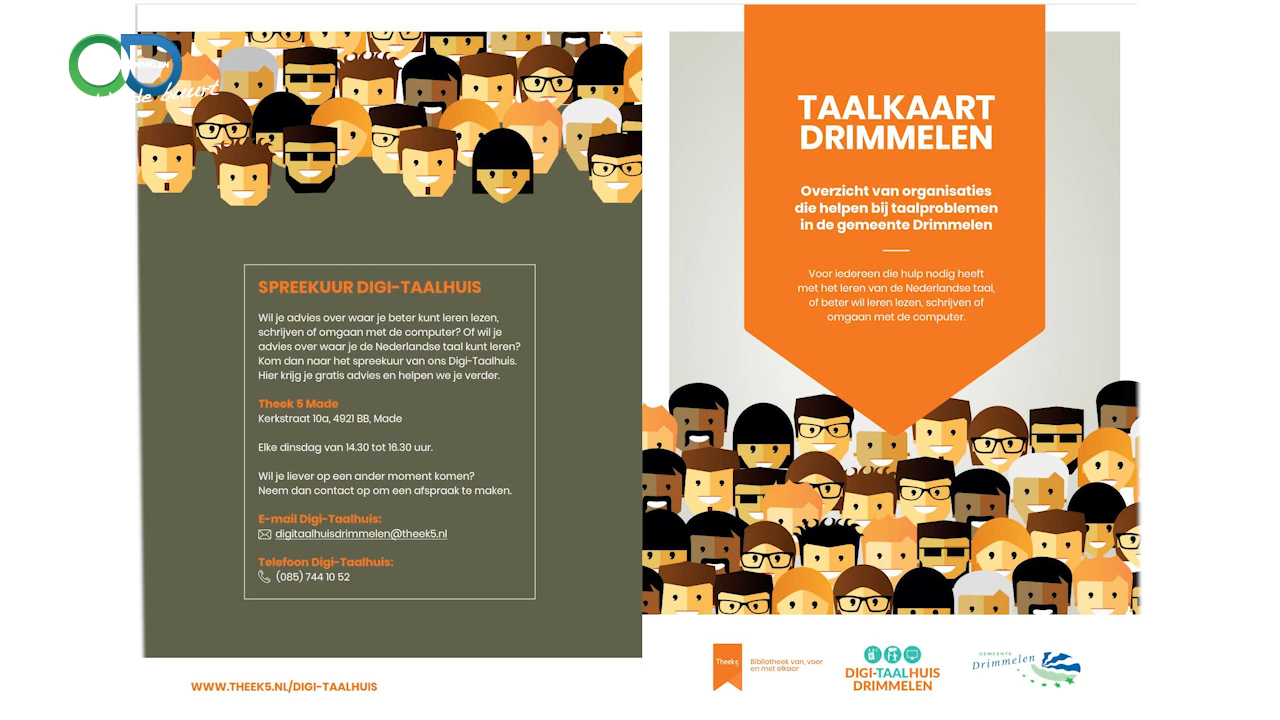 de buurt
SPREEKUUR DIGI-TAALHUIS
Wil je advies over waar je beter kunt leren lezen,
schrijven of omgaan met de computer? Of wil je
advies over waar je de Nederlandse taal kunt leren?
Kom dan naar het spreekuur van ons Digi-Taalhuis.
Hier krijg je gratis advies en helpen we je verder.
Theek 5 Made
Kerkstraat 10a, 4921 BB, Made
Elke dinsdag van 14.30 tot 16.30 uur.
Wil je liever op een ander moment komen?
Neem dan contact op om een afspraak te maken.
E-mail Digi-Taalhuis:
digitaalhuisdrimmelen@theek5.nl
Telefoon Digi-Taalhuis:
(085) 744 10 52
WWW.THEEK5.NL/DIGI-TAALHUIS
TAALKAART
DRIMMELEN
Overzicht van organisaties
die helpen bij taalproblemen
in de gemeente Drimmelen
Voor iedereen die hulp nodig heeft
met het leren van de Nederlandse taal,
of beter wil leren lezen, schrijven of
omgaan met de computer.
Theek5
Bibliotheek van, voor
en met elkaar
DIGI-TAALHUIS
DRIMMELEN
GEMEENTE
Drimmelen